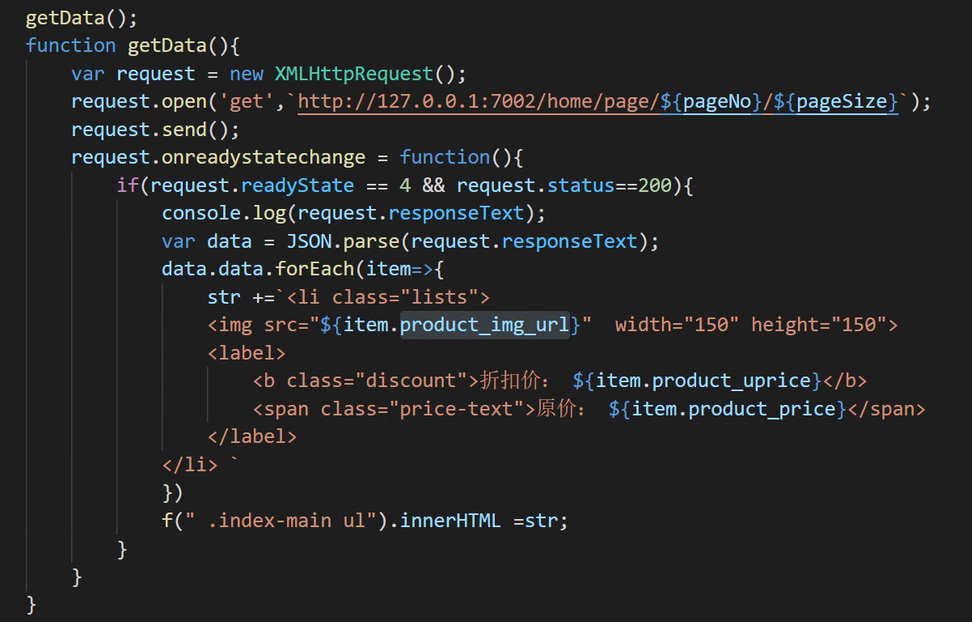 getData();
function getData(){
var request = new XMLHttpRequest();
request.open('get',`http://127.0.0.1:7002/home/page/${pageNo}/${pageSize}`);
request.send();
request.onreadystatechange = function(){
if(request.readyState == 4 && request.status==200){
console.log(request.responseText);
var data = JSON.parse(request.responseText);
data.data.forEach(item=>{
str +=`<li class="lists">
<img src="${item.product_img_url}"  width="150" height="150">
<label>
<b class="discount">折扣价： ${item.product_uprice}</b>
<span class="price-text">原价： ${item.product_price}</span>
</label>
</li> `
})
f(" .index-main ul").innerHTML =str;
}
}
}